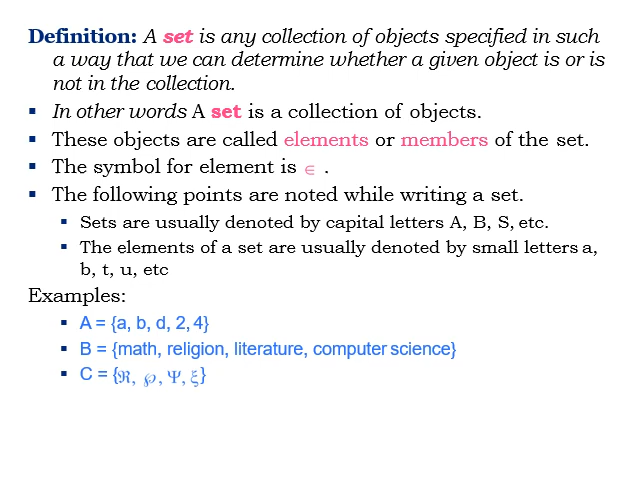 Definition: A set is any collection of objects specified in such
a way that we can determine whether a given object is or is
not in the collection.
▪ In other words A set is a collection of objects.
▪ These objects are called elements or members of the set.
▪ The symbol for element is ∈ .
▪ The following points are noted while writing a set.
▪ Sets are usually denoted by capital letters A, B, S, etc.
▪ The elements of a set are usually denoted by small letters a,
b, t, u, etc
Examples:
▪ A = {a, b, d, 2, 4}
▪ B = {math, religion, literature, computer science}
▪ C = {ℜ, ℘, Ψ, ξ}